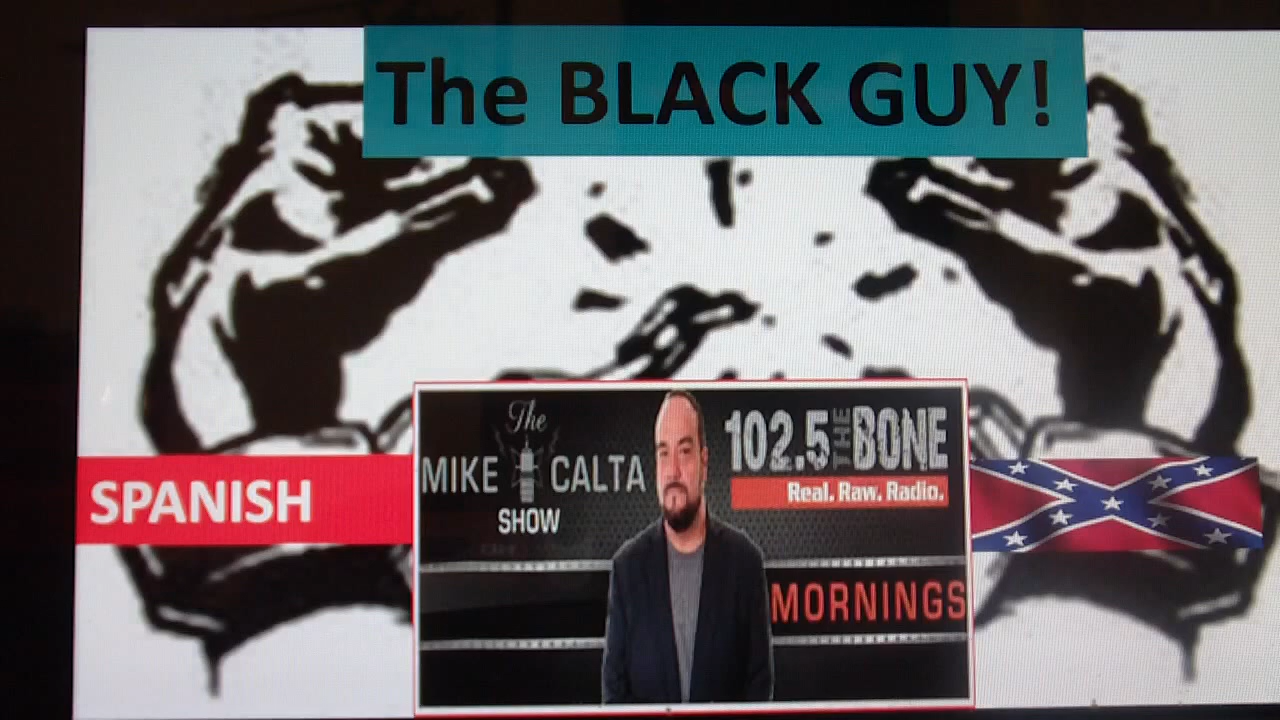 The BLACK GUY!
SPANISH
The
MIKE CALTA
SHOW
102.5 THE BONE
Real. Raw. Radio.
MORNINGS